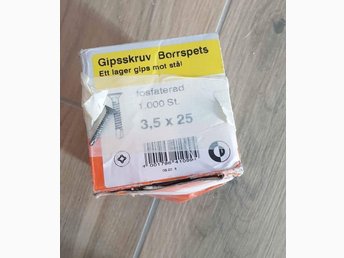 Gipsskruv Borrspets
Ett lager gips mot stål
fosfaterad
1.000 St.
3,5 x 25